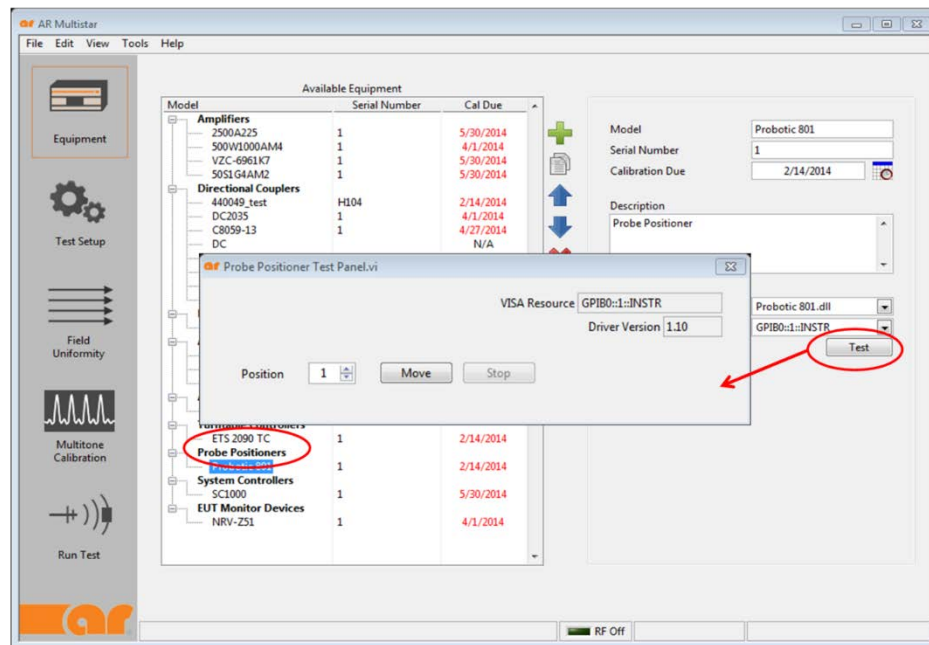 ar AR Multistar
File Edit View Tools Help
Equipment
Test Setup
Field
Uniformity
Multitone
Calibration
Run Test
ar
Available Equipment
Model Serial Number Cal Due
Amplifiers
2500A225 1 5/30/2014
500W1000AM4 1 4/1/2014
VZC-6961K7 1 5/30/2014
50S1G4AM2 1 5/30/2014
Directional Couplers
440049_test H104 2/14/2014
DC2035 1 4/1/2014
C8059-13 1 4/27/2014
DC N/A
Turntable Controllers
ETS 2090 TC 1 2/14/2014
Probe Positioners
Probotic 801 1 2/14/2014
System Controllers
SC1000 1 5/30/2014
EUT Monitor Devices
NRV-Z51 1 4/1/2014
Model Probotic 801
Serial Number 1
Calibration Due 2/14/2014
Description
Probe Positioner
Probotic 801.dll
GPIB0::1::INSTR
Test
ar Probe Positioner Test Panel.vi
VISA Resource GPIB0::1::INSTR
Driver Version 1.10
Position 1 Move Stop
RF Off